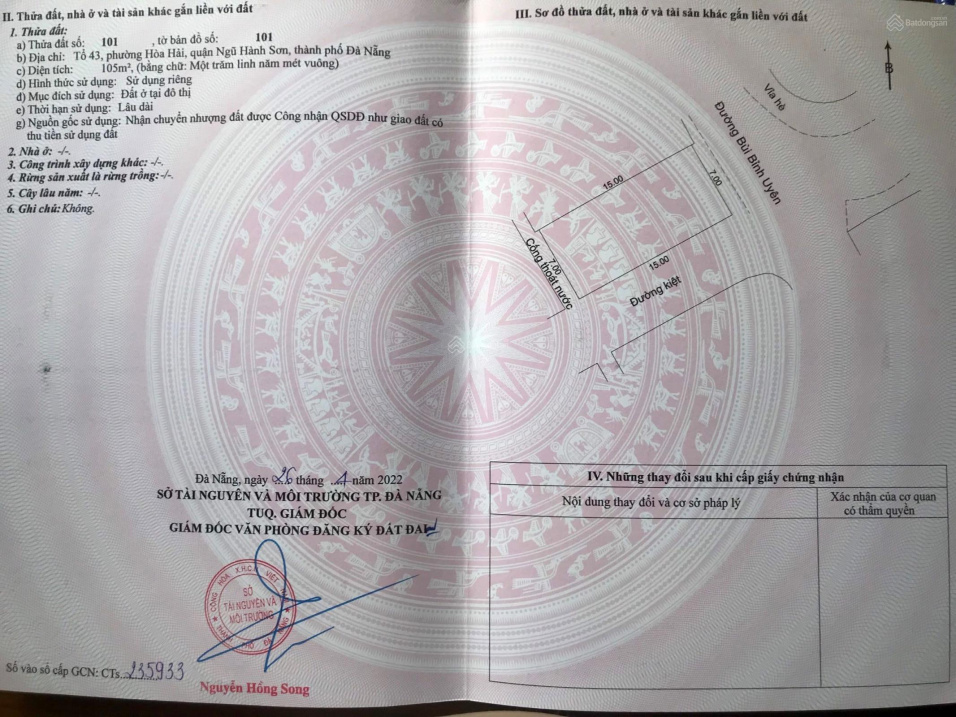 II. Thửa đất, nhà ở và tài sản khác gắn liền với đất
1. Thửa đất:
a) Thửa đất số: 101 , tờ bản đồ số: 101
b) Địa chỉ: Tổ 43, phường Hòa Hải, quận Ngũ Hành Sơn, thành phố Đà Nẵng
c) Diện tích: 105m², (bằng chữ: Một trăm linh năm mét vuông)
d) Hình thức sử dụng: Sử dụng riêng
đ) Mục đích sử dụng: Đất ở tại đô thị
e) Thời hạn sử dụng: Lâu dài
g) Nguồn gốc sử dụng: Nhận chuyển nhượng đất được Công nhận QSDĐ như giao đất có
thu tiền sử dụng đất
2. Nhà ở: -/-.
3. Công trình xây dựng khác: -/-.
4. Rừng sản xuất là rừng trồng: -/-.
5. Cây lâu năm: -/-.
6. Ghi chú: Không.
Đà Nẵng, ngày 26 tháng 4 năm 2022
SỞ TÀI NGUYÊN VÀ MÔI TRƯỜNG TP. ĐÀ NẴNG
TUQ. GIÁM ĐỐC
GIÁM ĐỐC VĂN PHÒNG ĐĂNG KÝ ĐẤT ĐAI
CỘNG HÒA X.H.C.N VIỆT NAM
SỞ
TÀI NGUYÊN VÀ
MÔI TRƯỜNG
THÀNH PHỐ ĐÀ NẴNG
Số vào sổ cấp GCN: CTs 235933
Nguyễn Hồng Song
III. Sơ đồ thửa đất, nhà ở và tài sản khác gắn liền với đất
Batdongsan
B
Vỉa hè
Đường Bùi Bỉnh Uyên
15.00
7.00
Cống thoát nước
7.00
15.00
Đường kiệt
IV. Những thay đổi sau khi cấp giấy chứng nhận
Nội dung thay đổi và cơ sở pháp lý
Xác nhận của cơ quan
có thẩm quyền